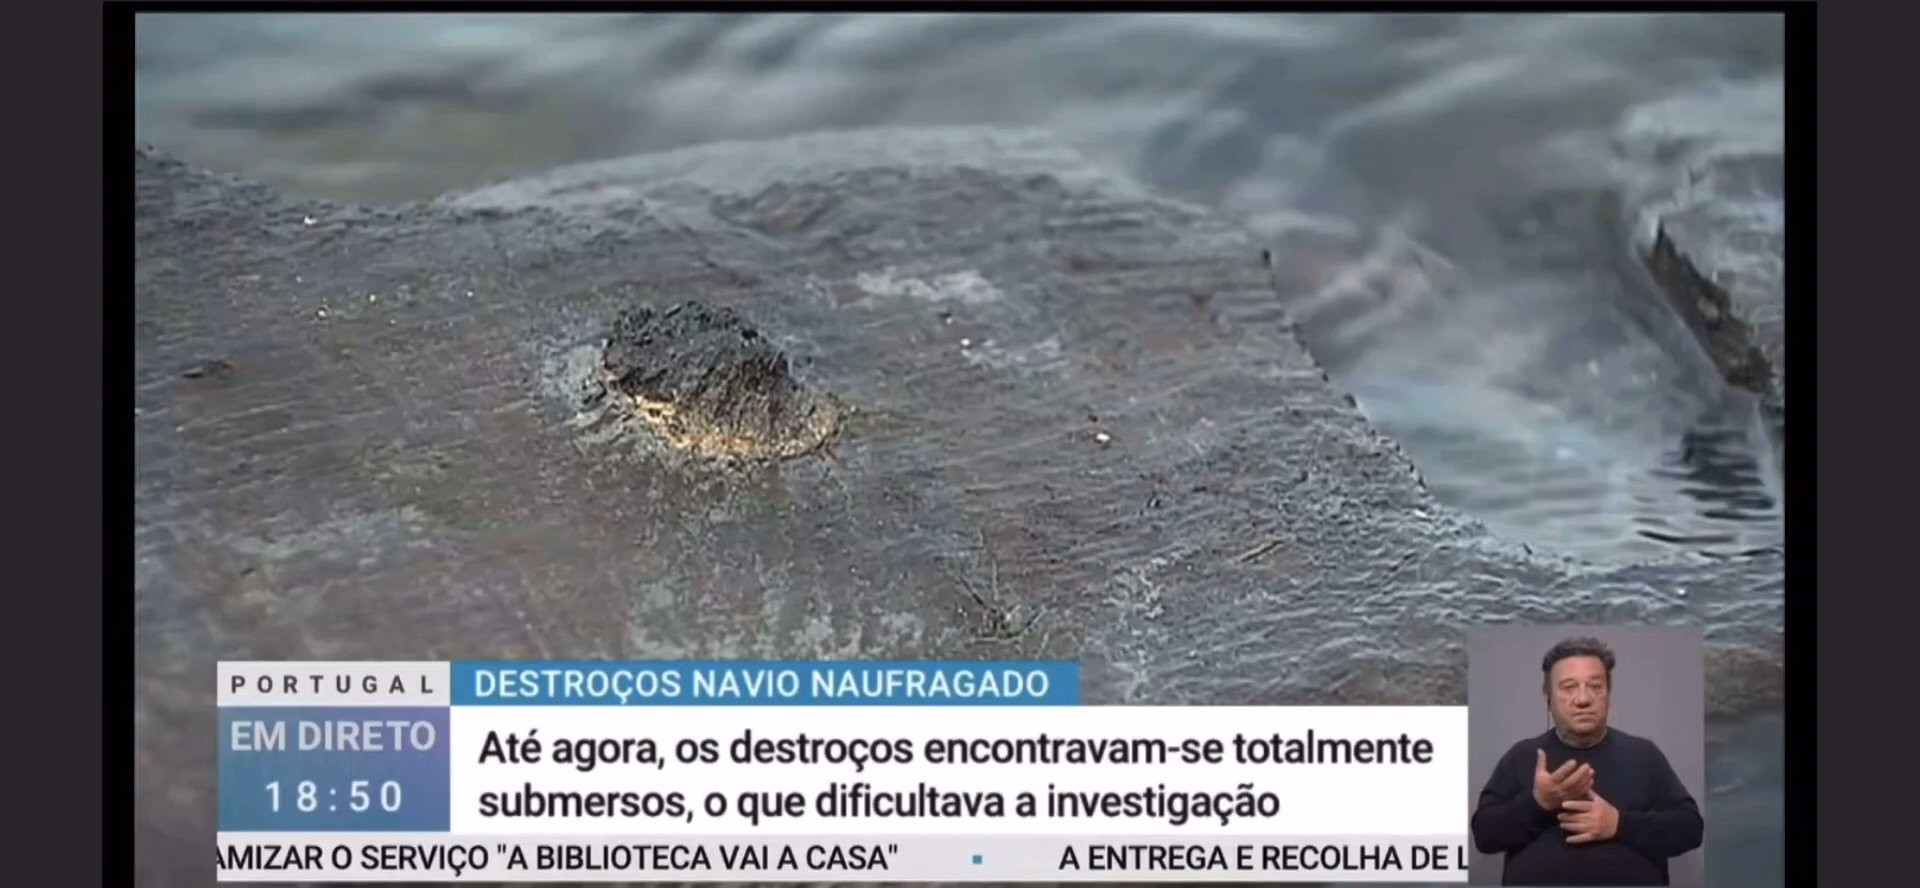 PORTUGAL
DESTROÇOS NAVIO NAUFRAGADO
EM DIRETO
18:50
Até agora, os destroços encontravam-se totalmente
submersos, o que dificultava a investigação
AMIZAR O SERVIÇO "A BIBLIOTECA VAI A CASA" ▪ A ENTREGA E RECOLHA DE L